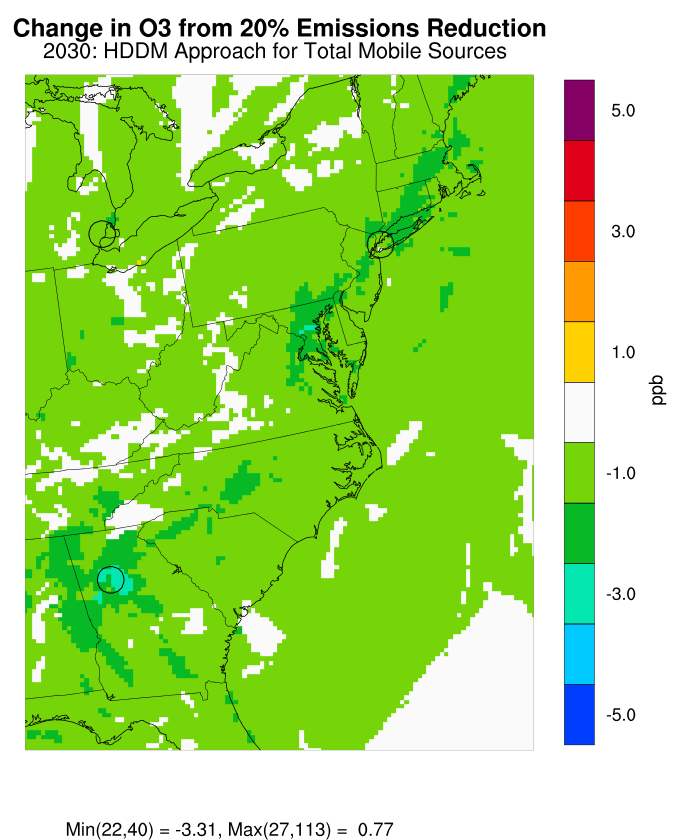 Change in O3 from 20% Emissions Reduction
2030: HDDM Approach for Total Mobile Sources
5.0
3.0
1.0
-1.0
-3.0
-5.0
ppb
Min(22,40) = -3.31, Max(27,113) = 0.77